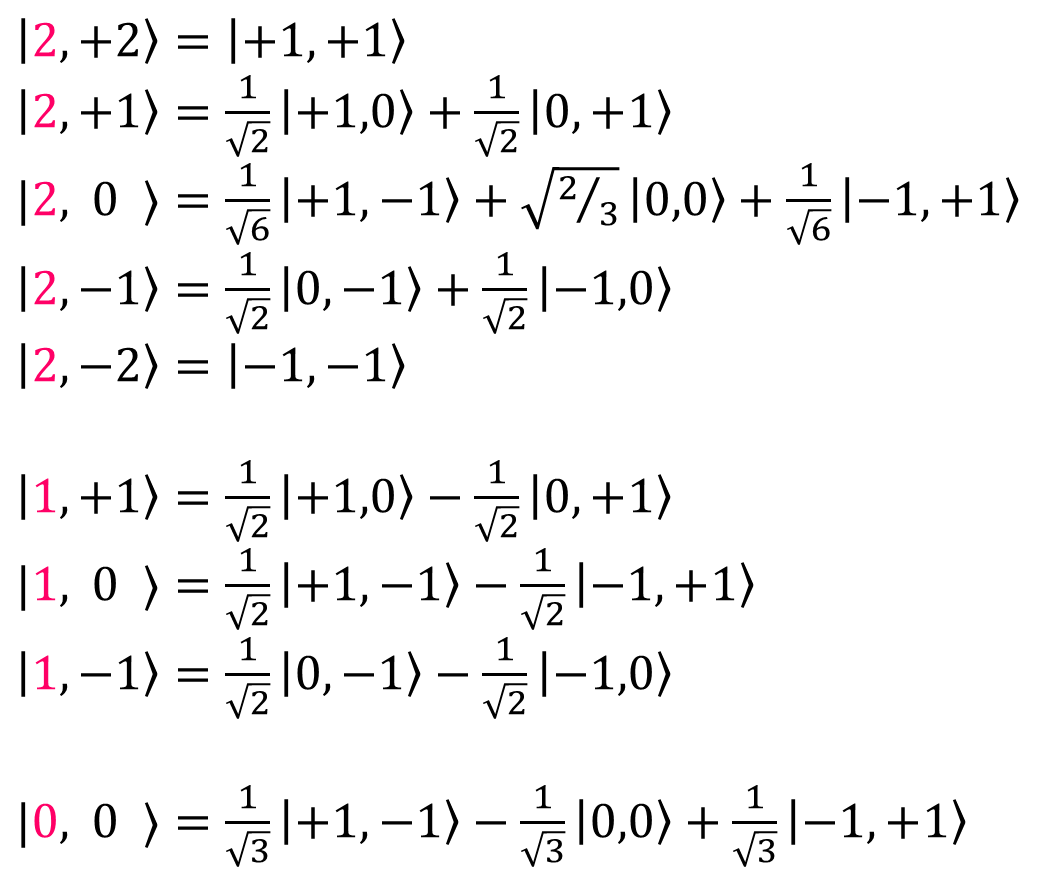 |2,+2⟩ = |+1,+1⟩
|2,+1⟩ = 1/√2 |+1,0⟩ + 1/√2 |0,+1⟩
|2, 0 ⟩ = 1/√6 |+1,−1⟩ + √(2/3) |0,0⟩ + 1/√6 |−1,+1⟩
|2,−1⟩ = 1/√2 |0,−1⟩ + 1/√2 |−1,0⟩
|2,−2⟩ = |−1,−1⟩
|1,+1⟩ = 1/√2 |+1,0⟩ − 1/√2 |0,+1⟩
|1, 0 ⟩ = 1/√2 |+1,−1⟩ − 1/√2 |−1,+1⟩
|1,−1⟩ = 1/√2 |0,−1⟩ − 1/√2 |−1,0⟩
|0, 0 ⟩ = 1/√3 |+1,−1⟩ − 1/√3 |0,0⟩ + 1/√3 |−1,+1⟩